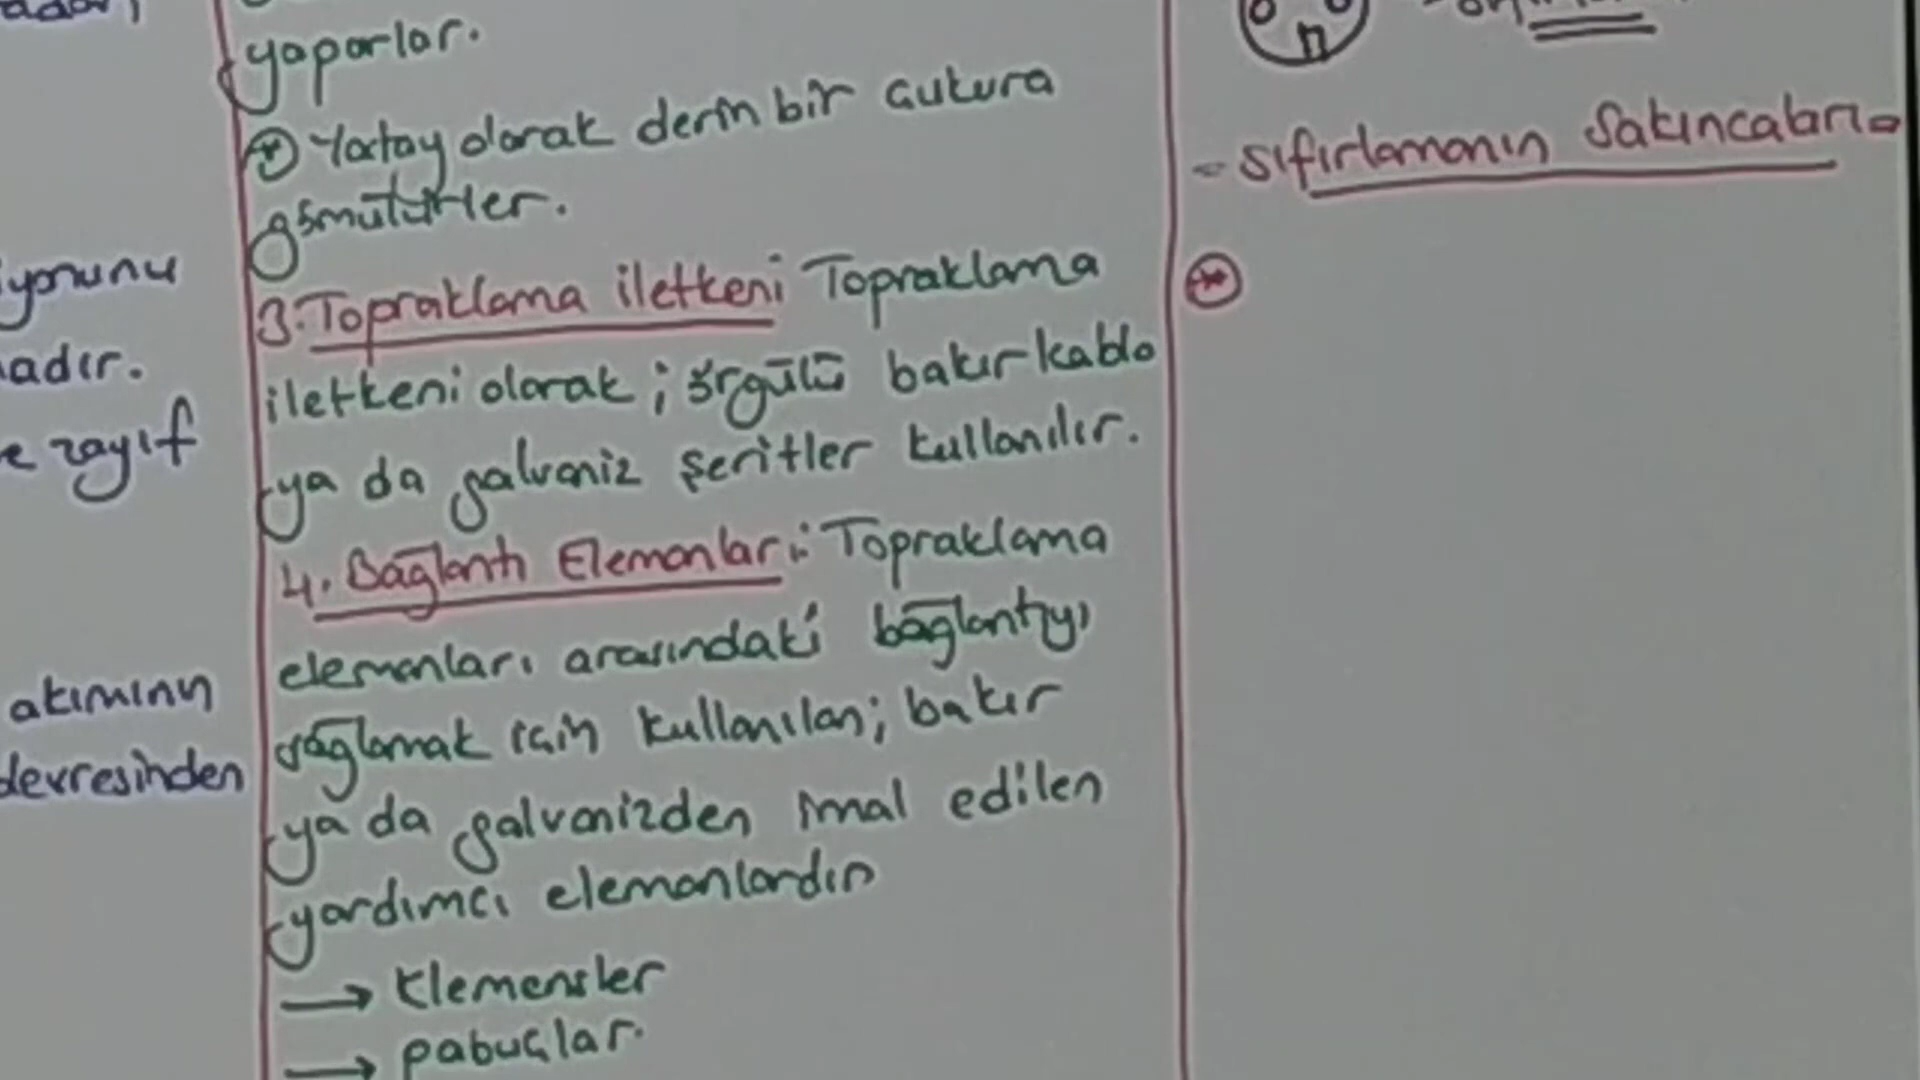 iyonunu
adır.
e zayıf
akımının
devresinden
yaparlar.
Yatay olarak derin bir çukura
gömütürler.
3. Topraklama iletkeni Topraklama
iletkeni olarak; örgülü bakır kablo
ya da galvaniz şeritler kullanılır.
4. Bağlantı Elemanları: Topraklama
elemanları arasındaki bağlantıyı
sağlamak için kullanılan; bakır
ya da galvanizden imal edilen
yardımcı elemanlardır
→ Klemensler
→ pabuçlar.
n
- Sıfırlamanın Sakıncaları